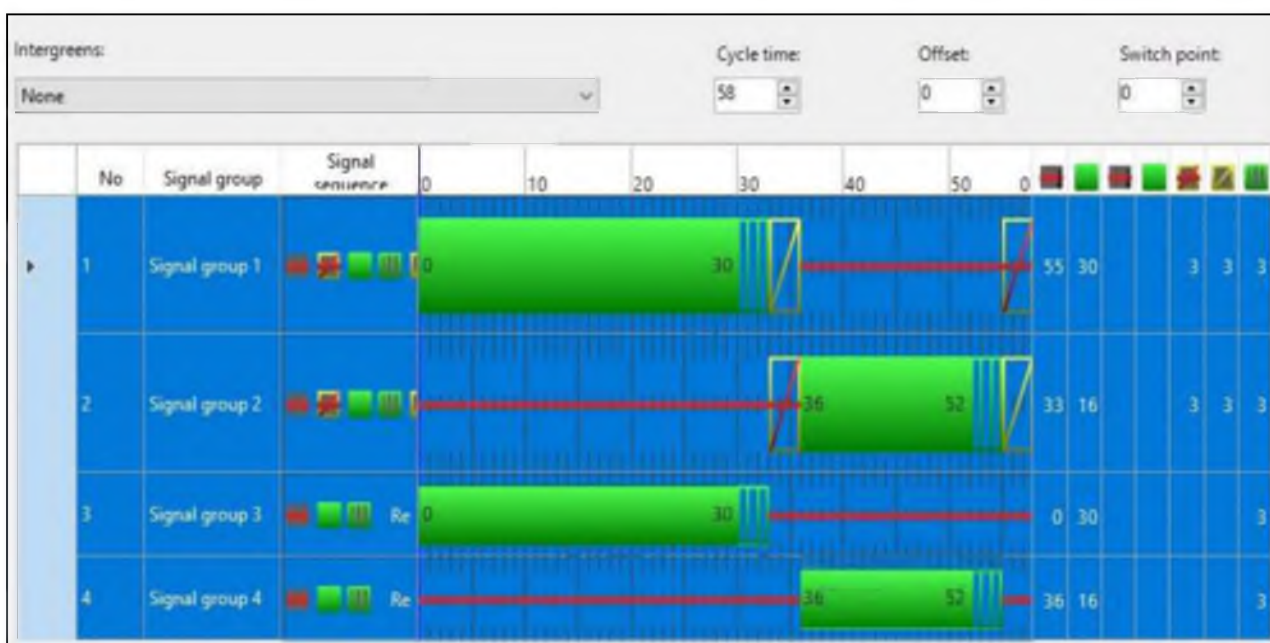 Intergreens: Cycle time: Offset: Switch point:
None 58 0 0
No Signal group Signal sequence 0 10 20 30 40 50 0
1 Signal group 1 0 30 55 30 3 3 3
2 Signal group 2 36 52 33 16 3 3 3
3 Signal group 3 Re 0 30 0 30 3
4 Signal group 4 Re 36 52 36 16 3